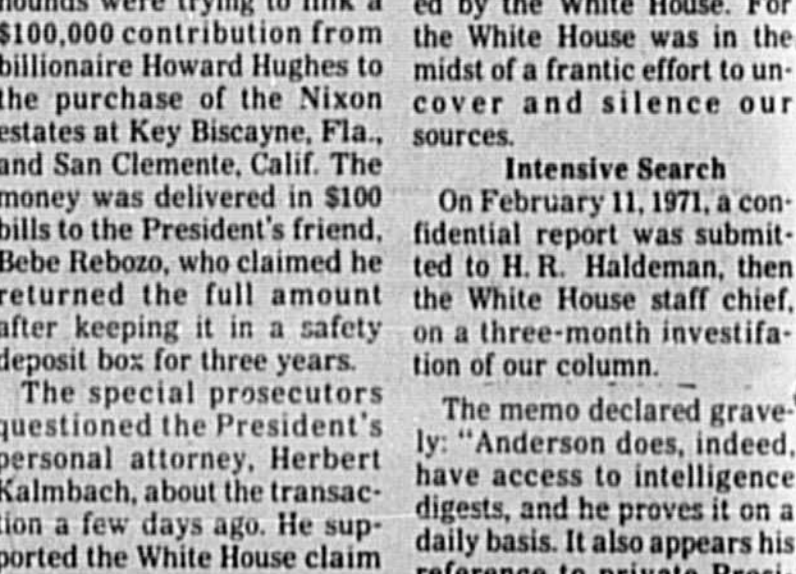 hounds were trying to link a
$100,000 contribution from
billionaire Howard Hughes to
the purchase of the Nixon
estates at Key Biscayne, Fla.,
and San Clemente, Calif. The
money was delivered in $100
bills to the President's friend,
Bebe Rebozo, who claimed he
returned the full amount
after keeping it in a safety
deposit box for three years.
The special prosecutors
questioned the President's
personal attorney, Herbert
Kalmbach, about the transac-
tion a few days ago. He sup-
ported the White House claim
ed by the White House. For
the White House was in the
midst of a frantic effort to un-
cover and silence our
sources.
Intensive Search
On February 11, 1971, a con-
fidential report was submit-
ted to H. R. Haldeman, then
the White House staff chief,
on a three-month investifa-
tion of our column.
The memo declared grave-
ly: "Anderson does, indeed,
have access to intelligence
digests, and he proves it on a
daily basis. It also appears his
reference to private Presi-